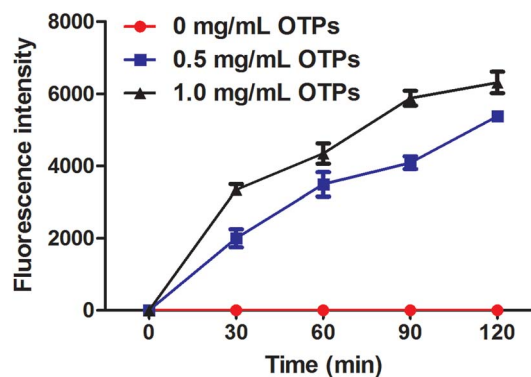 8000
6000
4000
2000
0
Fluorescence intensity
0 mg/mL OTPs
0.5 mg/mL OTPs
1.0 mg/mL OTPs
0 30 60 90 120
Time (min)